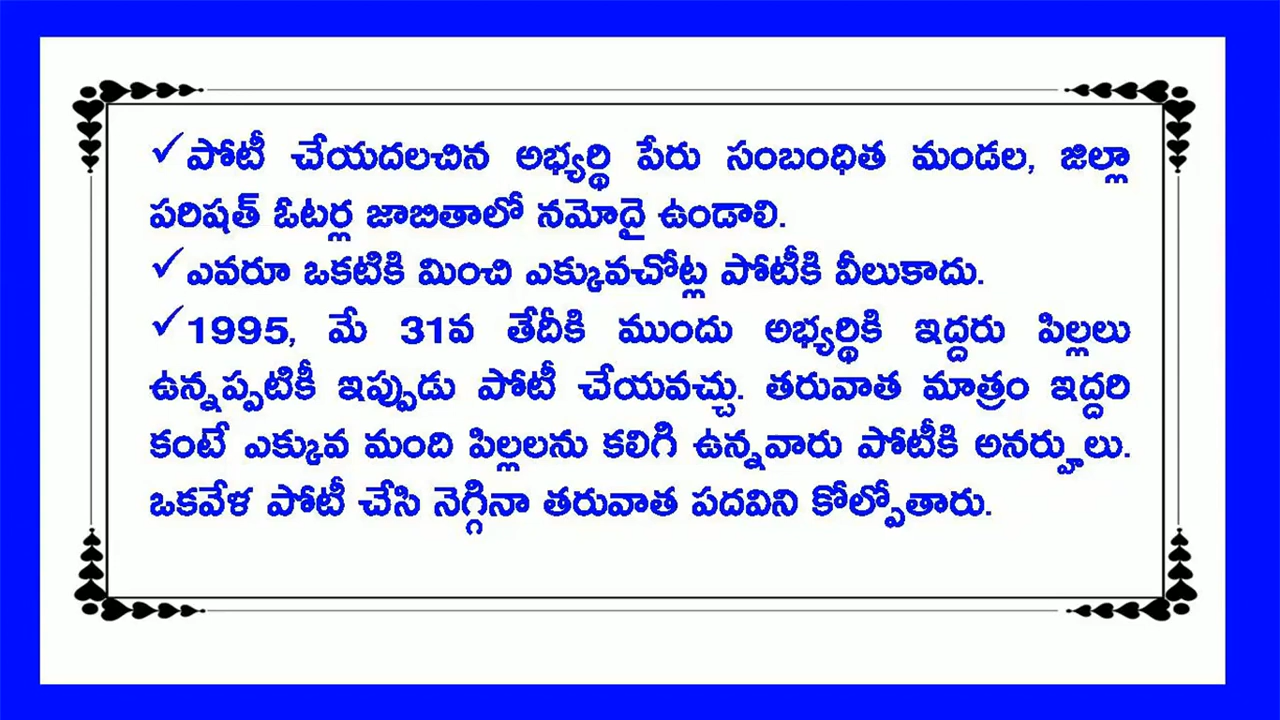 ✓పోటీ చేయదలచిన అభ్యర్థి పేరు సంబంధిత మండల, జిల్లా
పరిషత్ ఓటర్ల జాబితాలో నమోదై ఉండాలి.
✓ఎవరూ ఒకటికి మించి ఎక్కువచోట్ల పోటీకి వీలుకాదు.
✓1995, మే 31వ తేదీకి ముందు అభ్యర్థికి ఇద్దరు పిల్లలు
ఉన్నప్పటికీ ఇప్పుడు పోటీ చేయవచ్చు. తరువాత మాత్రం ఇద్దరి
కంటే ఎక్కువ మంది పిల్లలను కలిగి ఉన్నవారు పోటీకి అనర్హులు.
ఒకవేళ పోటీ చేసి నెగ్గినా తరువాత పదవిని కోల్పోతారు.